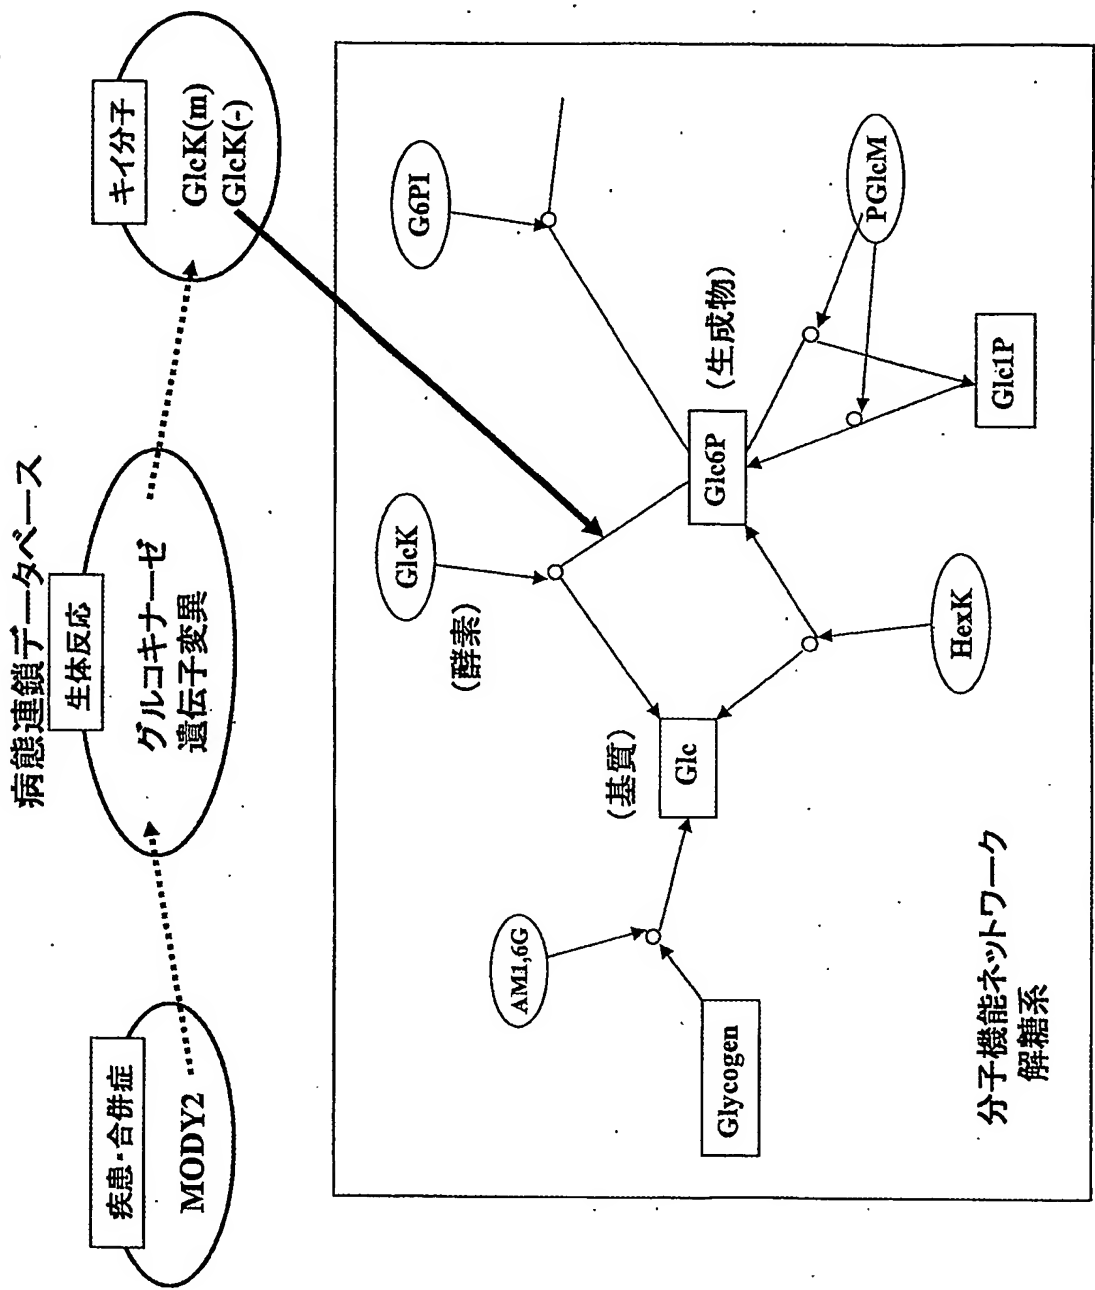 病態連鎖データベース
疾患・合併症
MODY2
生体反応
グルコキナーゼ
遺伝子変異
キイ分子
GlcK(m)
GlcK(-)
AM1,6G
Glycogen
(基質)
Glc
(酵素)
GlcK
HexK
Glc6P
(生成物)
G6PI
PGlcM
Glc1P
分子機能ネットワーク
解糖系